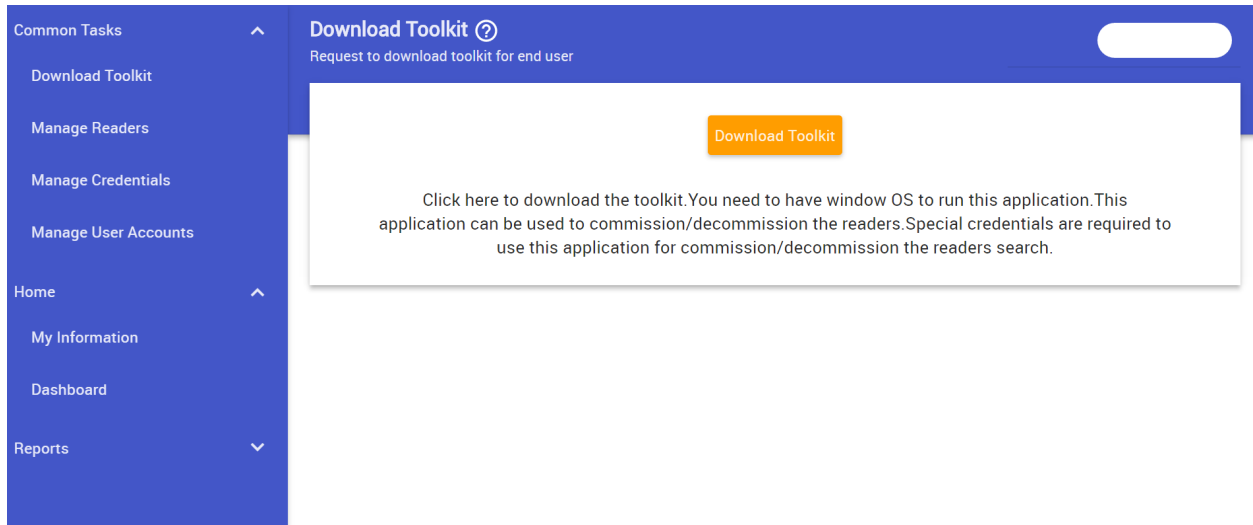 Common Tasks
Download Toolkit
Manage Readers
Manage Credentials
Manage User Accounts
Home
My Information
Dashboard
Reports
Download Toolkit
Request to download toolkit for end user
Download Toolkit
Click here to download the toolkit.You need to have window OS to run this application.This
application can be used to commission/decommission the readers.Special credentials are required to
use this application for commission/decommission the readers search.